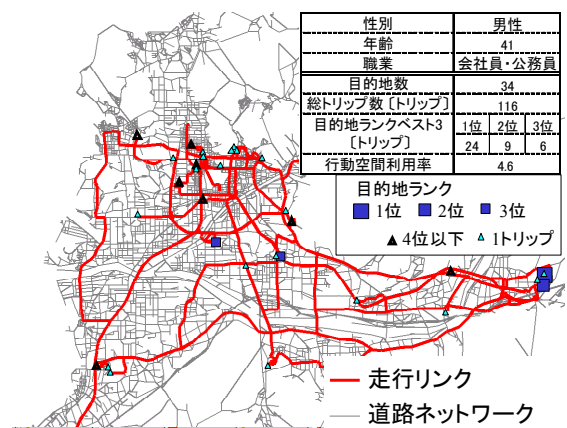 性別 男性
年齢 41
職業 会社員・公務員
目的地数 34
総トリップ数〔トリップ〕 116
目的地ランクベスト3 1位 2位 3位
〔トリップ〕 24 9 6
行動空間利用率 4.6
目的地ランク
1位 2位 3位
4位以下 1トリップ
走行リンク
道路ネットワーク